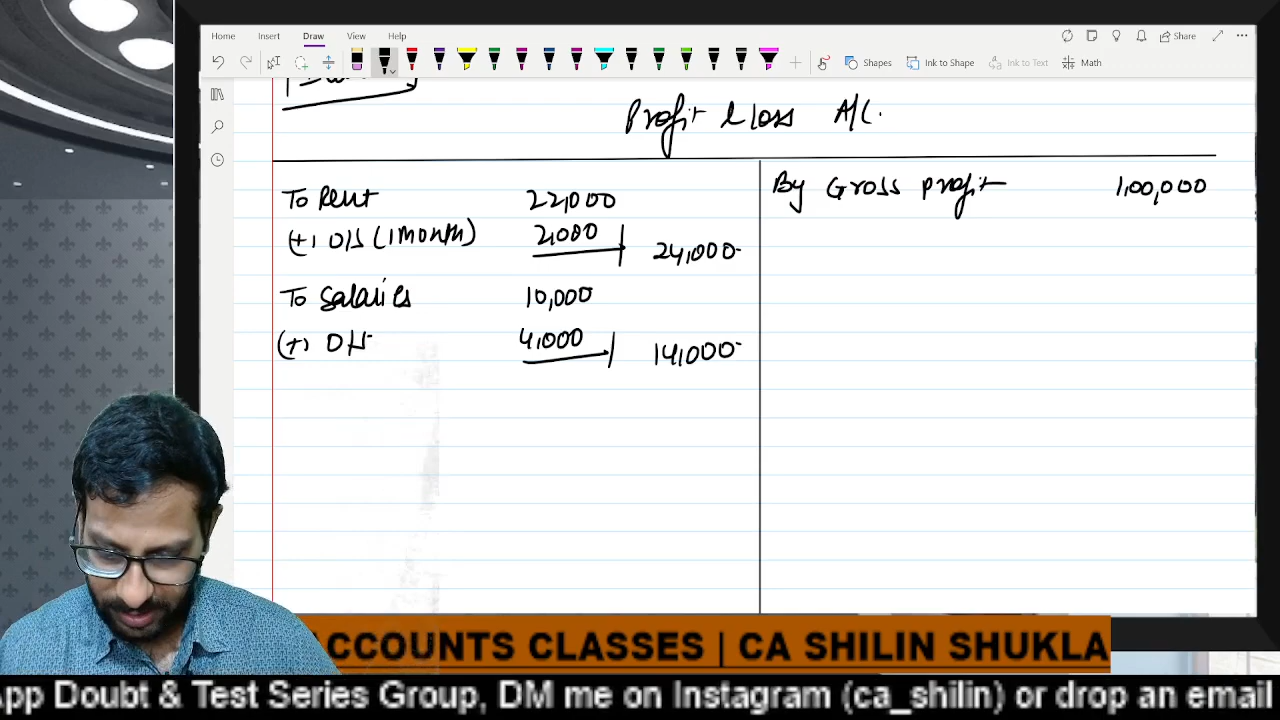 Home Insert Draw View Help
Share
Shapes Ink to Shape Ink to Text Math
Profit & loss A/C.
To Rent 22,000
(+) O/S (1 month) 2,000 24,000
To Salaries 10,000
(+) O/S 4,000 14,000
By Gross profit 1,00,000
ACCOUNTS CLASSES | CA SHILIN SHUKLA
App Doubt & Test Series Group, DM me on Instagram (ca_shilin) or drop an email